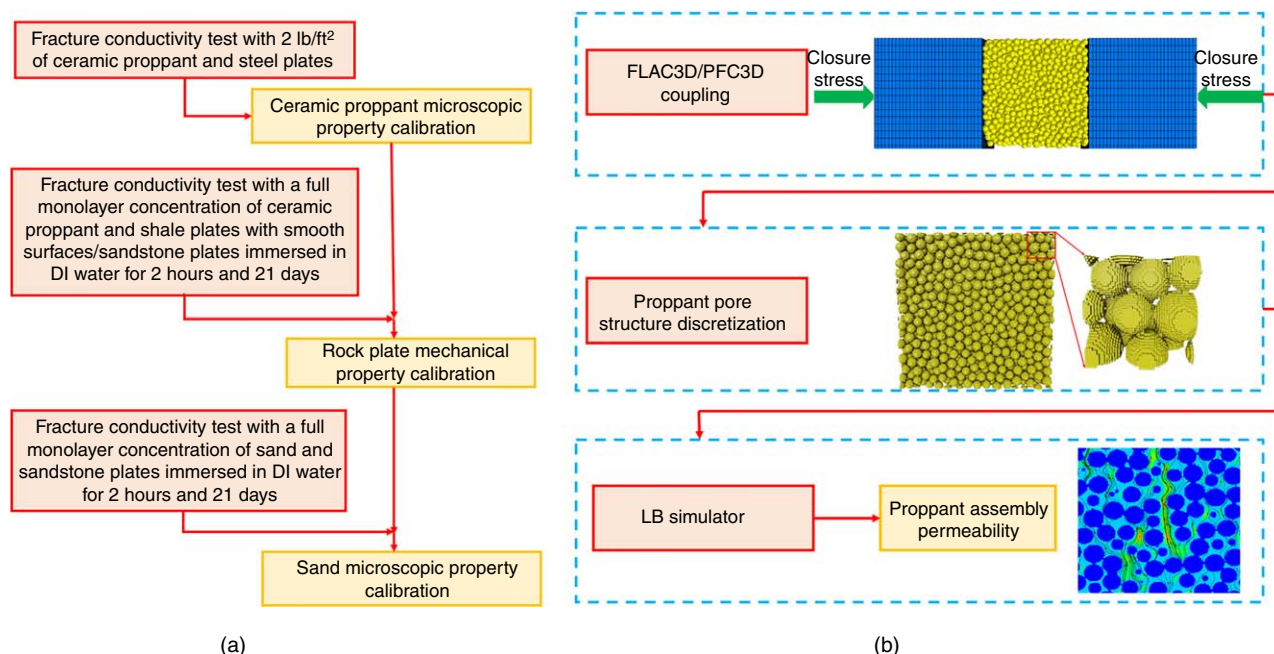 Fracture conductivity test with 2 lb/ft²
of ceramic proppant and steel plates
Ceramic proppant microscopic
property calibration
Fracture conductivity test with a full
monolayer concentration of ceramic
proppant and shale plates with smooth
surfaces/sandstone plates immersed in
DI water for 2 hours and 21 days
Rock plate mechanical
property calibration
Fracture conductivity test with a full
monolayer concentration of sand and
sandstone plates immersed in DI water
for 2 hours and 21 days
Sand microscopic property
calibration
(a)
FLAC3D/PFC3D
coupling
Closure
stress
Closure
stress
Proppant pore
structure discretization
LB simulator
Proppant assembly
permeability
(b)